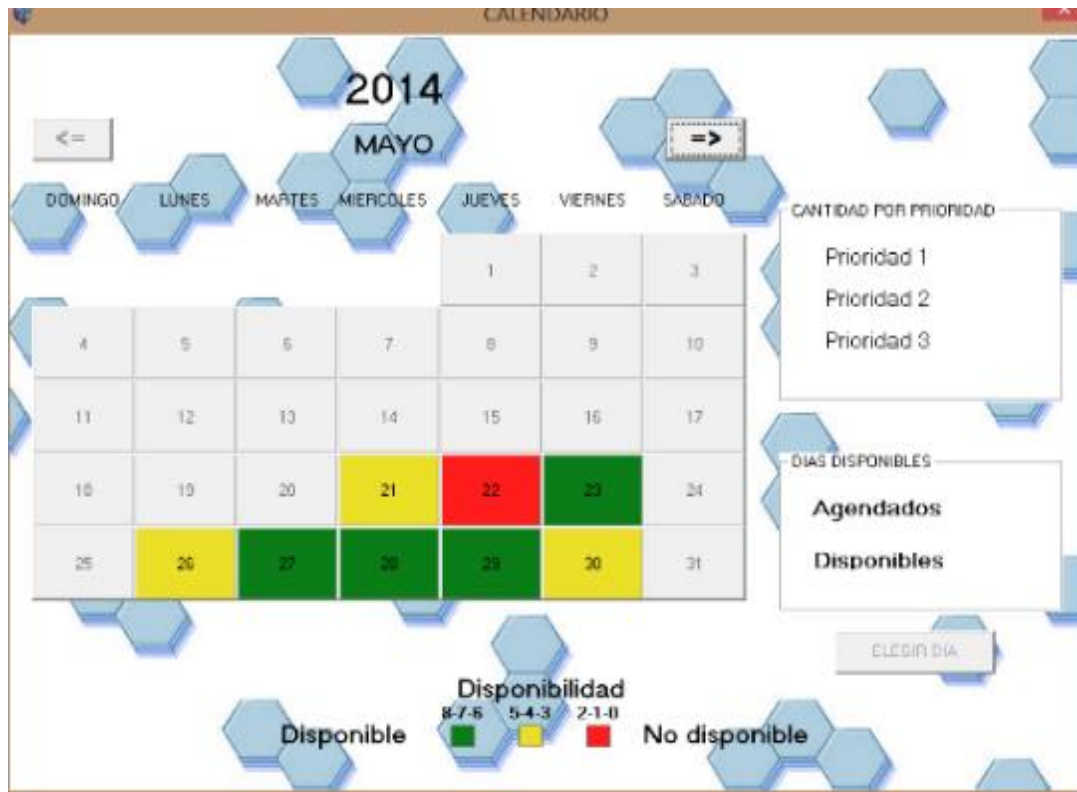 CALENDARIO
2014
<=
MAYO
=>
DOMINGO LUNES MARTES MIERCOLES JUEVES VIERNES SABADO
1 2 3
4 5 6 7 8 9 10
11 12 13 14 15 16 17
18 19 20 21 22 23 24
25 26 27 28 29 30 31
CANTIDAD POR PRIORIDAD
Prioridad 1
Prioridad 2
Prioridad 3
DIAS DISPONIBLES
Agendados
Disponibles
ELEGIR DIA
Disponibilidad
8-7-6 5-4-3 2-1-0
Disponible No disponible